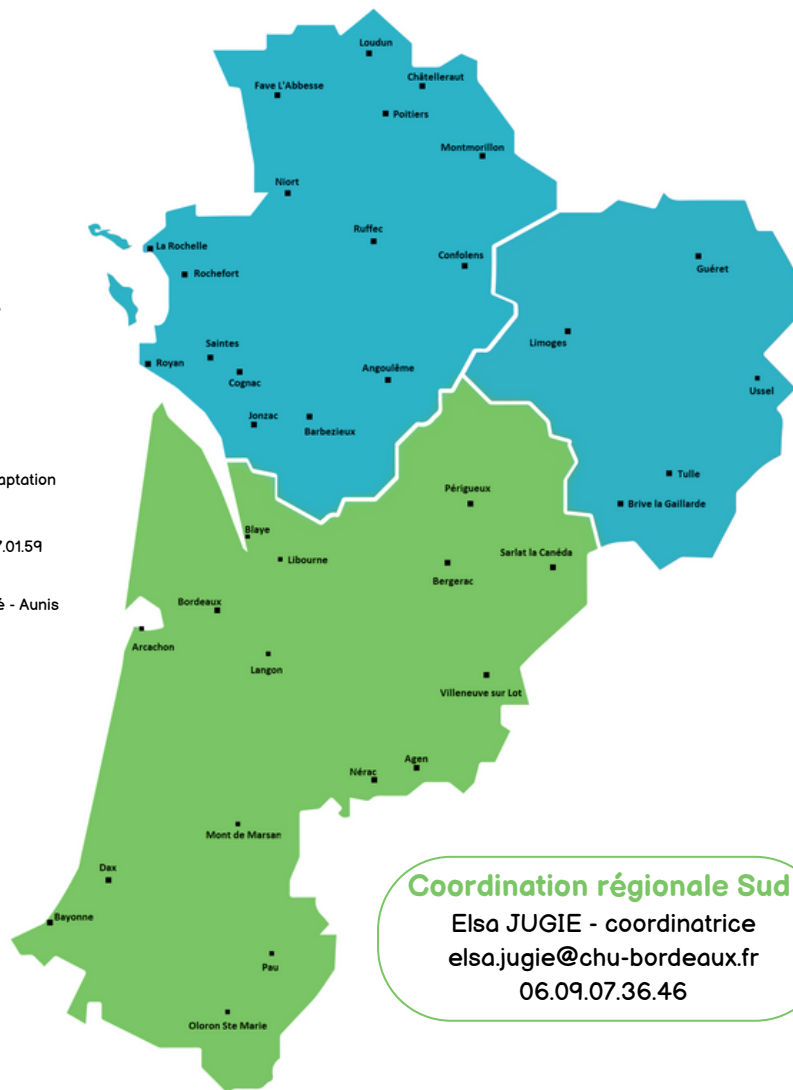 Loudun
Châtelleraut
Fave L'Abbesse
Poitiers
Montmorillon
Niort
Ruffec
La Rochelle
Confolens
Guéret
Rochefort
Limoges
Saintes
Royan
Angoulême
Cognac
Ussel
Jonzac
Barbezieux
Tulle
aptation
Périgueux
Brive la Gaillarde
Blaye
7.01.59
Libourne
Sarlat la Canéda
Bergerac
é - Aunis
Bordeaux
Arcachon
Langon
Villeneuve sur Lot
Agen
Nérac
Mont de Marsan
Dax
Bayonne
Pau
Oloron Ste Marie
Coordination régionale Sud
Elsa JUGIE - coordinatrice
elsa.jugie@chu-bordeaux.fr
06.09.07.36.46